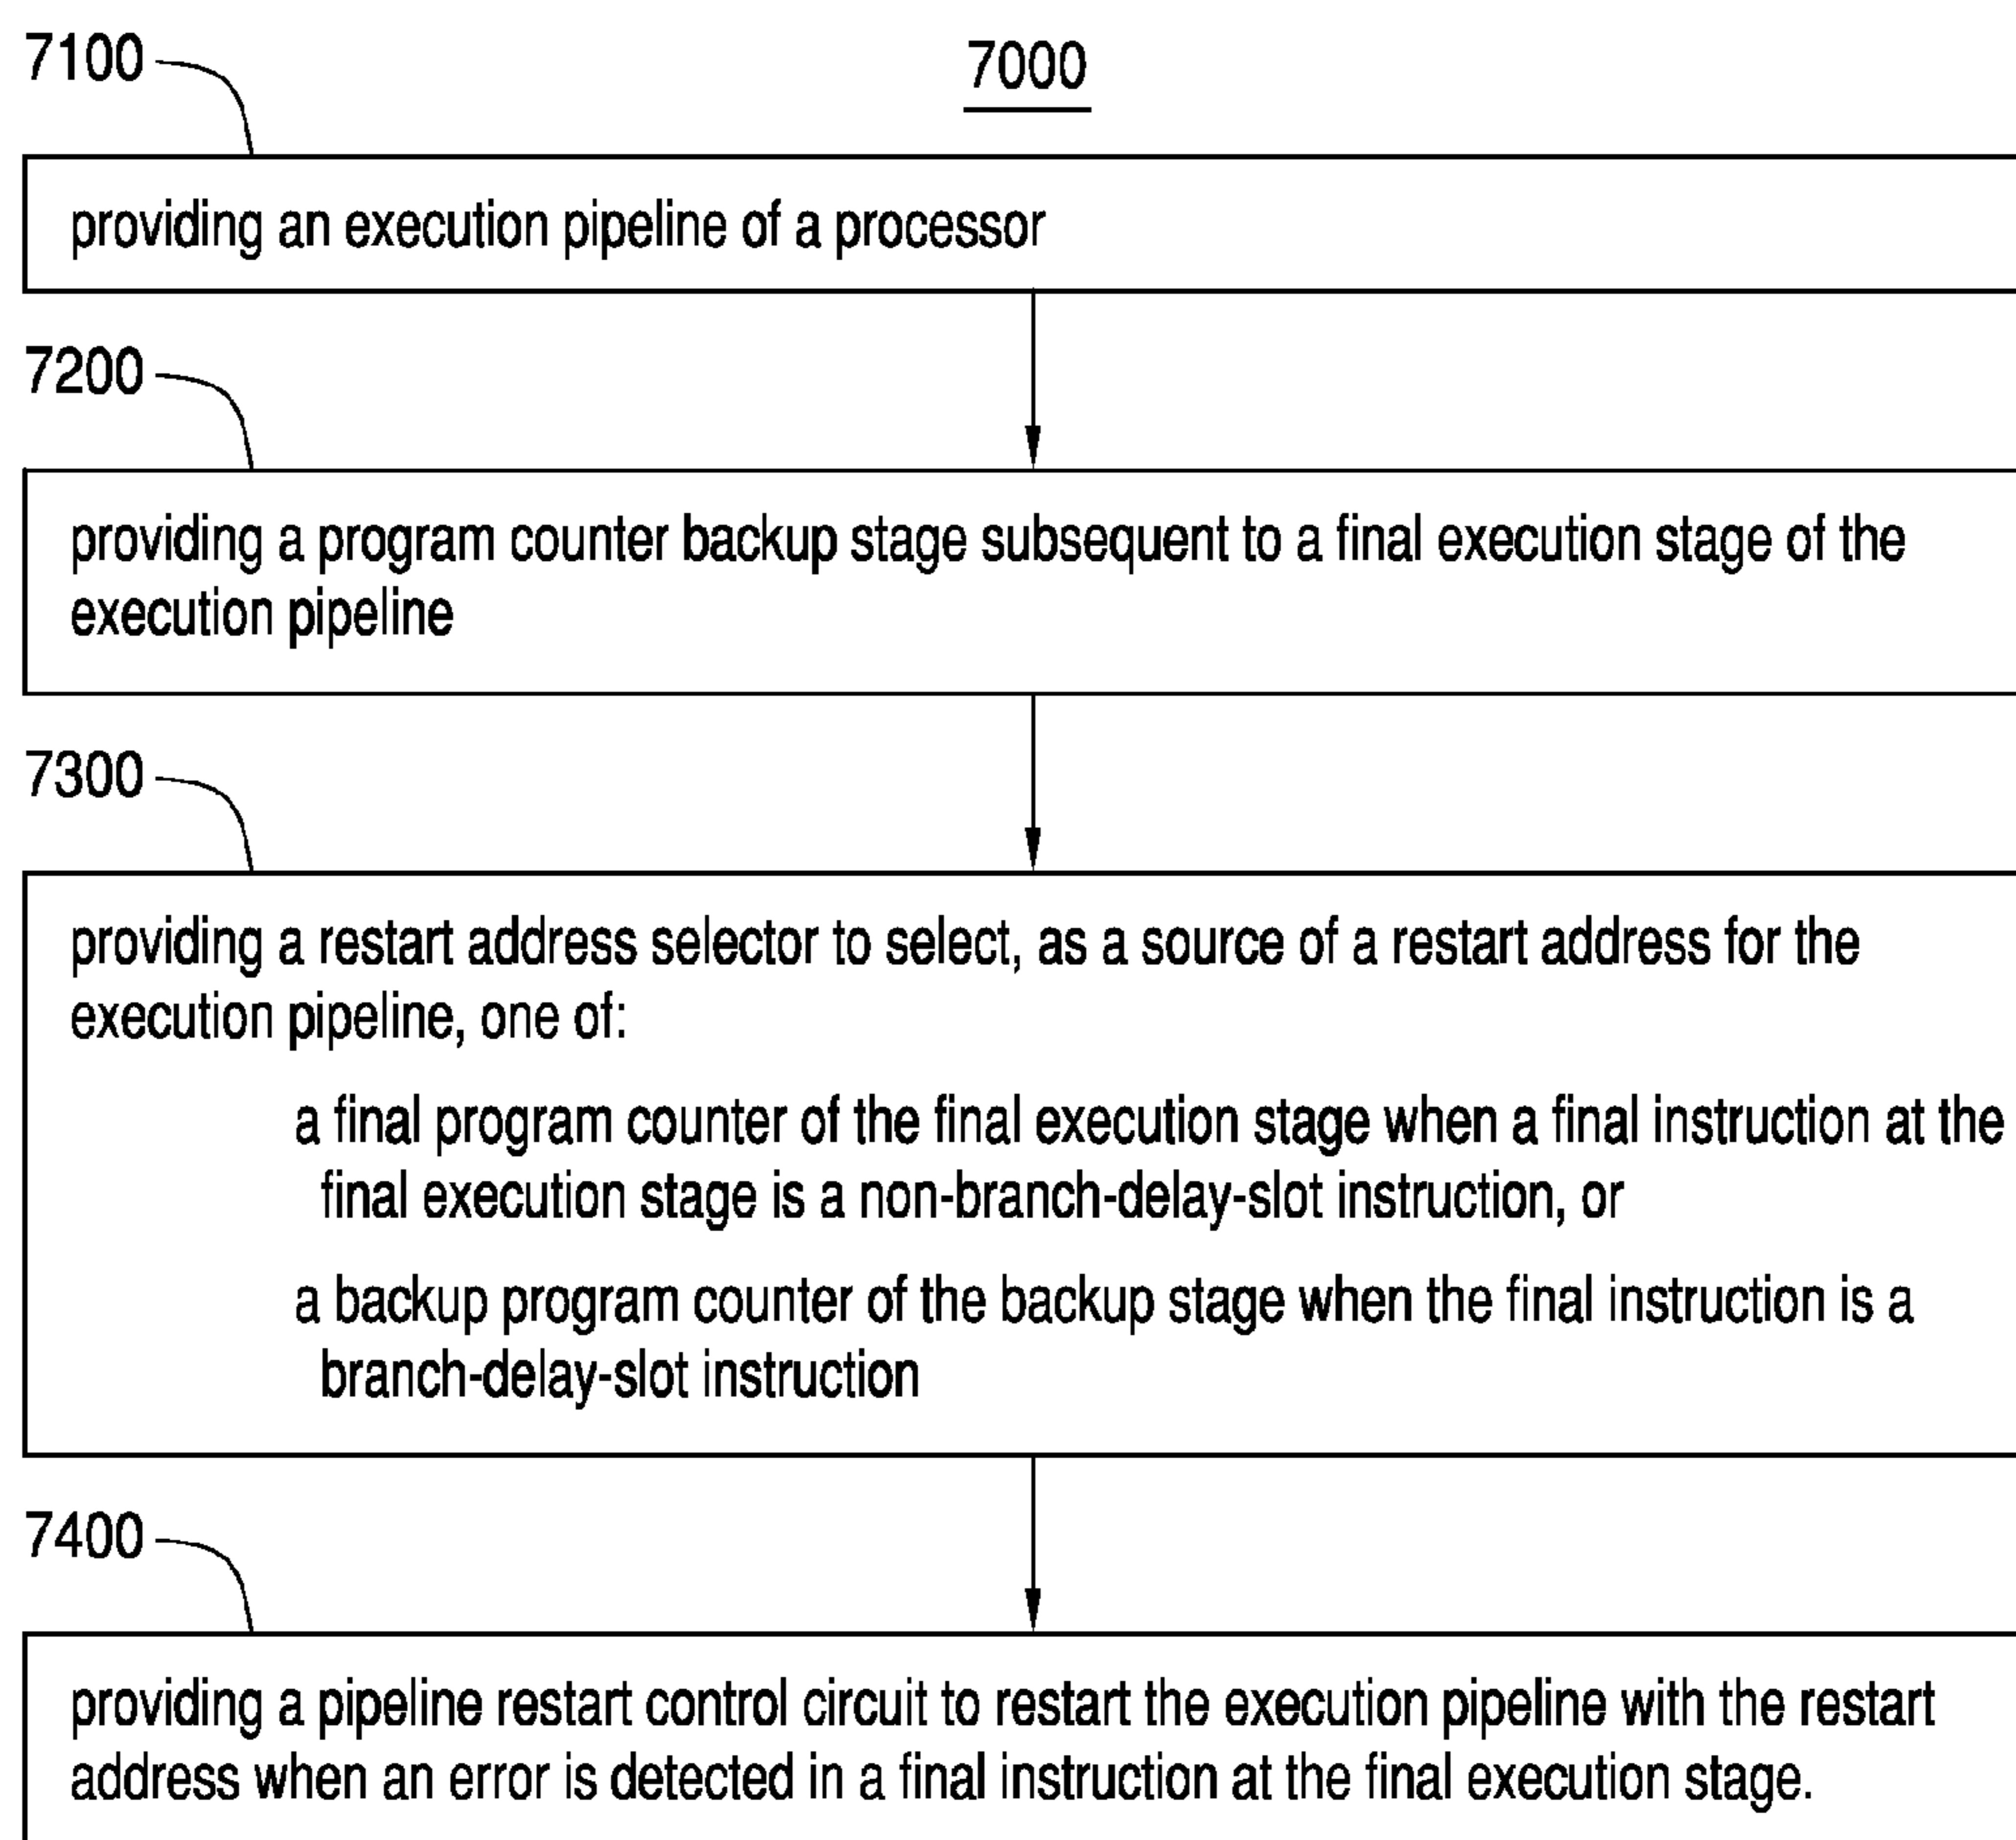 7100
7000
providing an execution pipeline of a processor
7200
providing a program counter backup stage subsequent to a final execution stage of the
execution pipeline
7300
providing a restart address selector to select, as a source of a restart address for the
execution pipeline, one of:
a final program counter of the final execution stage when a final instruction at the
final execution stage is a non-branch-delay-slot instruction, or
a backup program counter of the backup stage when the final instruction is a
branch-delay-slot instruction
7400
providing a pipeline restart control circuit to restart the execution pipeline with the restart
address when an error is detected in a final instruction at the final execution stage.